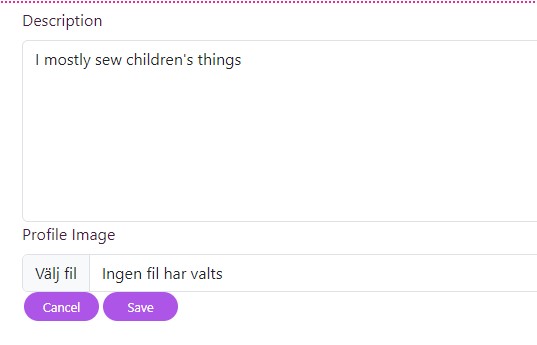 Description
I mostly sew children's things
Profile Image
Välj fil Ingen fil har valts
Cancel Save